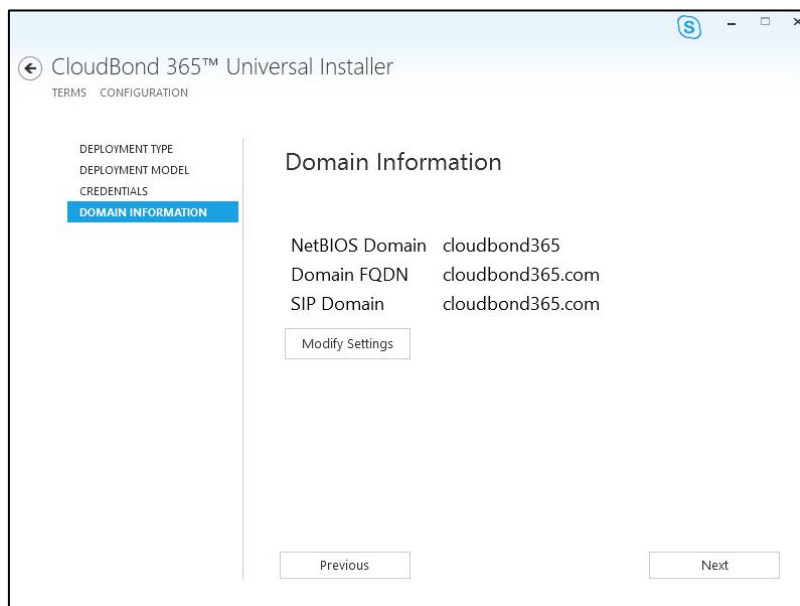 S
CloudBond 365™ Universal Installer
TERMS CONFIGURATION
DEPLOYMENT TYPE
DEPLOYMENT MODEL
CREDENTIALS
DOMAIN INFORMATION
Domain Information
NetBIOS Domain cloudbond365
Domain FQDN cloudbond365.com
SIP Domain cloudbond365.com
Modify Settings
Previous Next